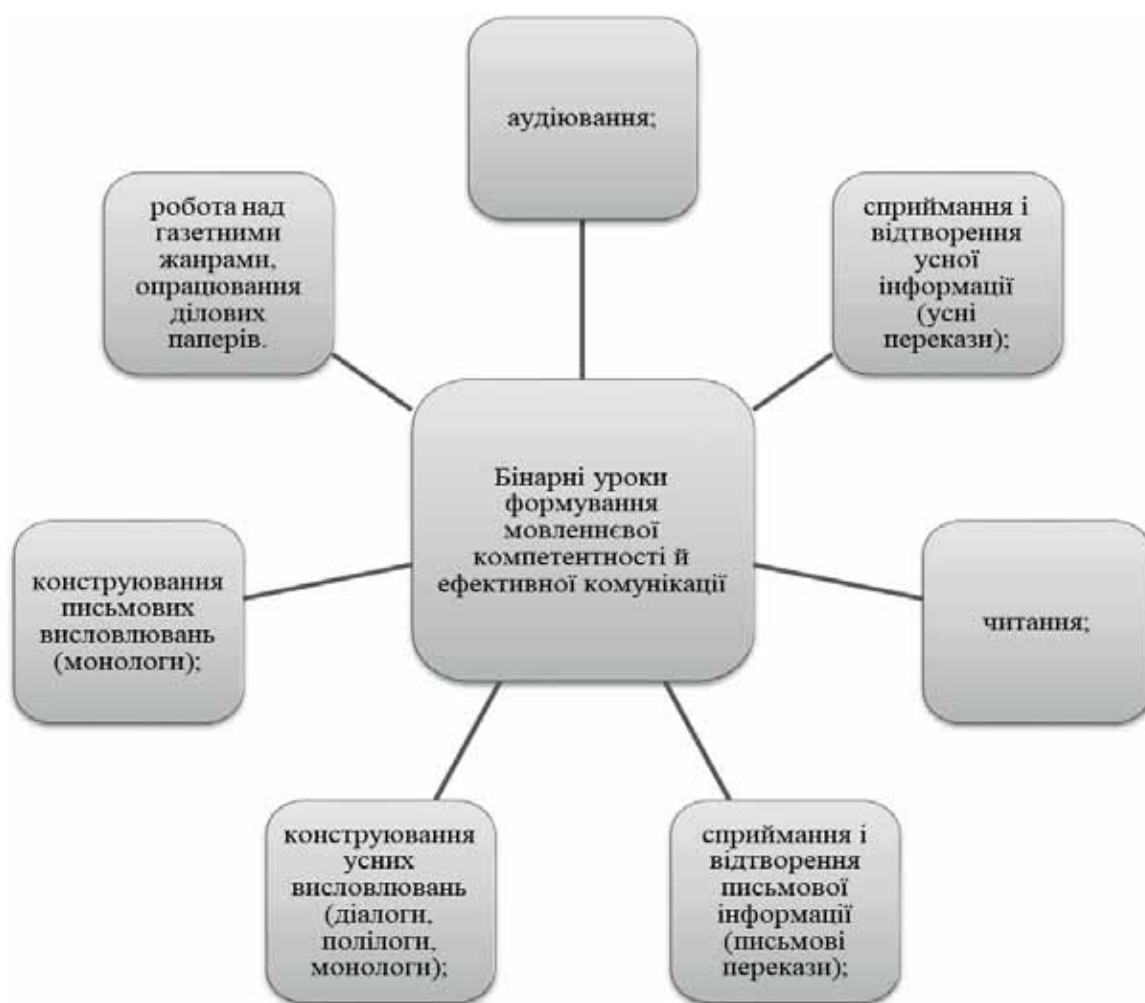 аудіювання;
сприймання і
відтворення
усної
інформації
(усні
перекази);
читання;
сприймання і
відтворення
письмової
інформації
(письмові
перекази);
конструювання
усних
висловлювань
(діалоги,
полілоги,
монологи);
конструювання
письмових
висловлювань
(монологи);
робота над
газетними
жанрами,
опрацювання
ділових
паперів.
Бінарні уроки
формування
мовленнєвої
компетентності й
ефективної комунікації